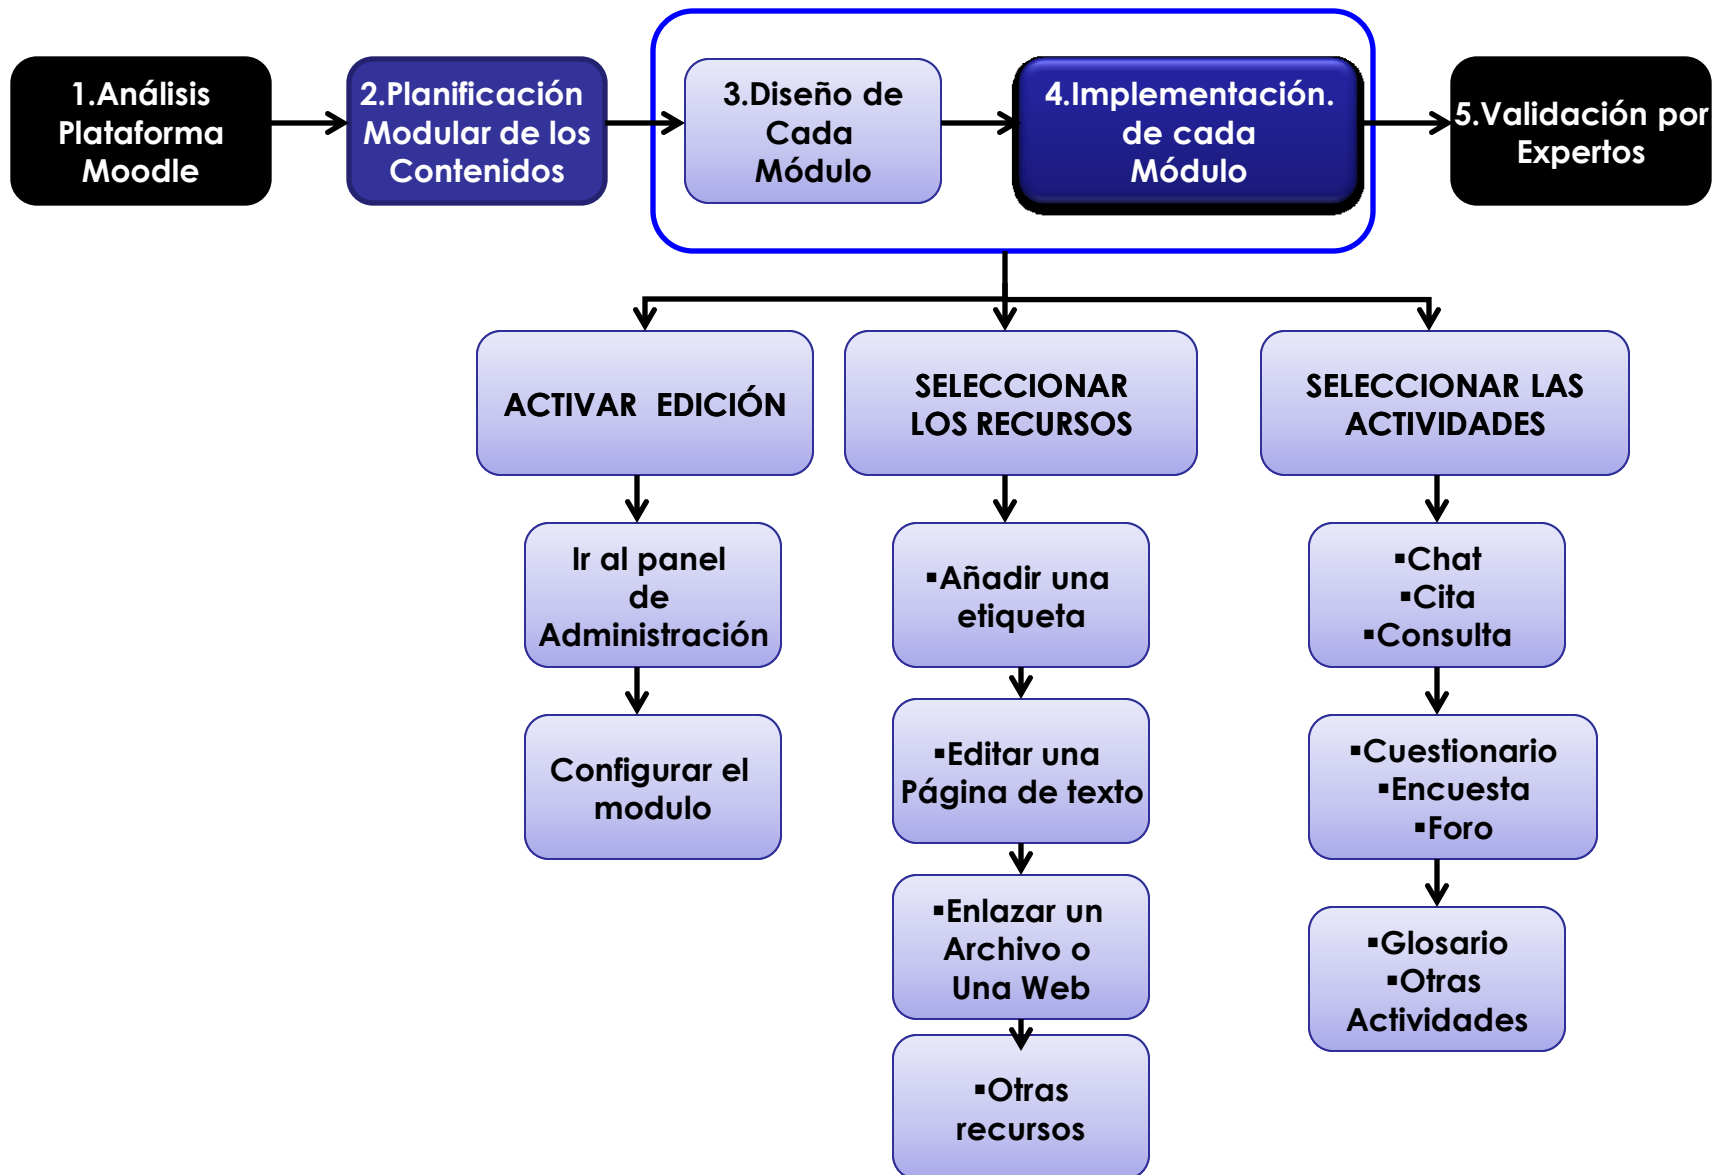 1.Análisis
Plataforma
Moodle
2.Planificación
Modular de los
Contenidos
3.Diseño de
Cada
Módulo
4.Implementación.
de cada
Módulo
5.Validación por
Expertos
ACTIVAR EDICIÓN
SELECCIONAR
LOS RECURSOS
SELECCIONAR LAS
ACTIVIDADES
Ir al panel
de
Administración
Configurar el
modulo
▪Añadir una
etiqueta
▪Editar una
Página de texto
▪Enlazar un
Archivo o
Una Web
▪Otras
recursos
▪Chat
▪Cita
▪Consulta
▪Cuestionario
▪Encuesta
▪Foro
▪Glosario
▪Otras
Actividades